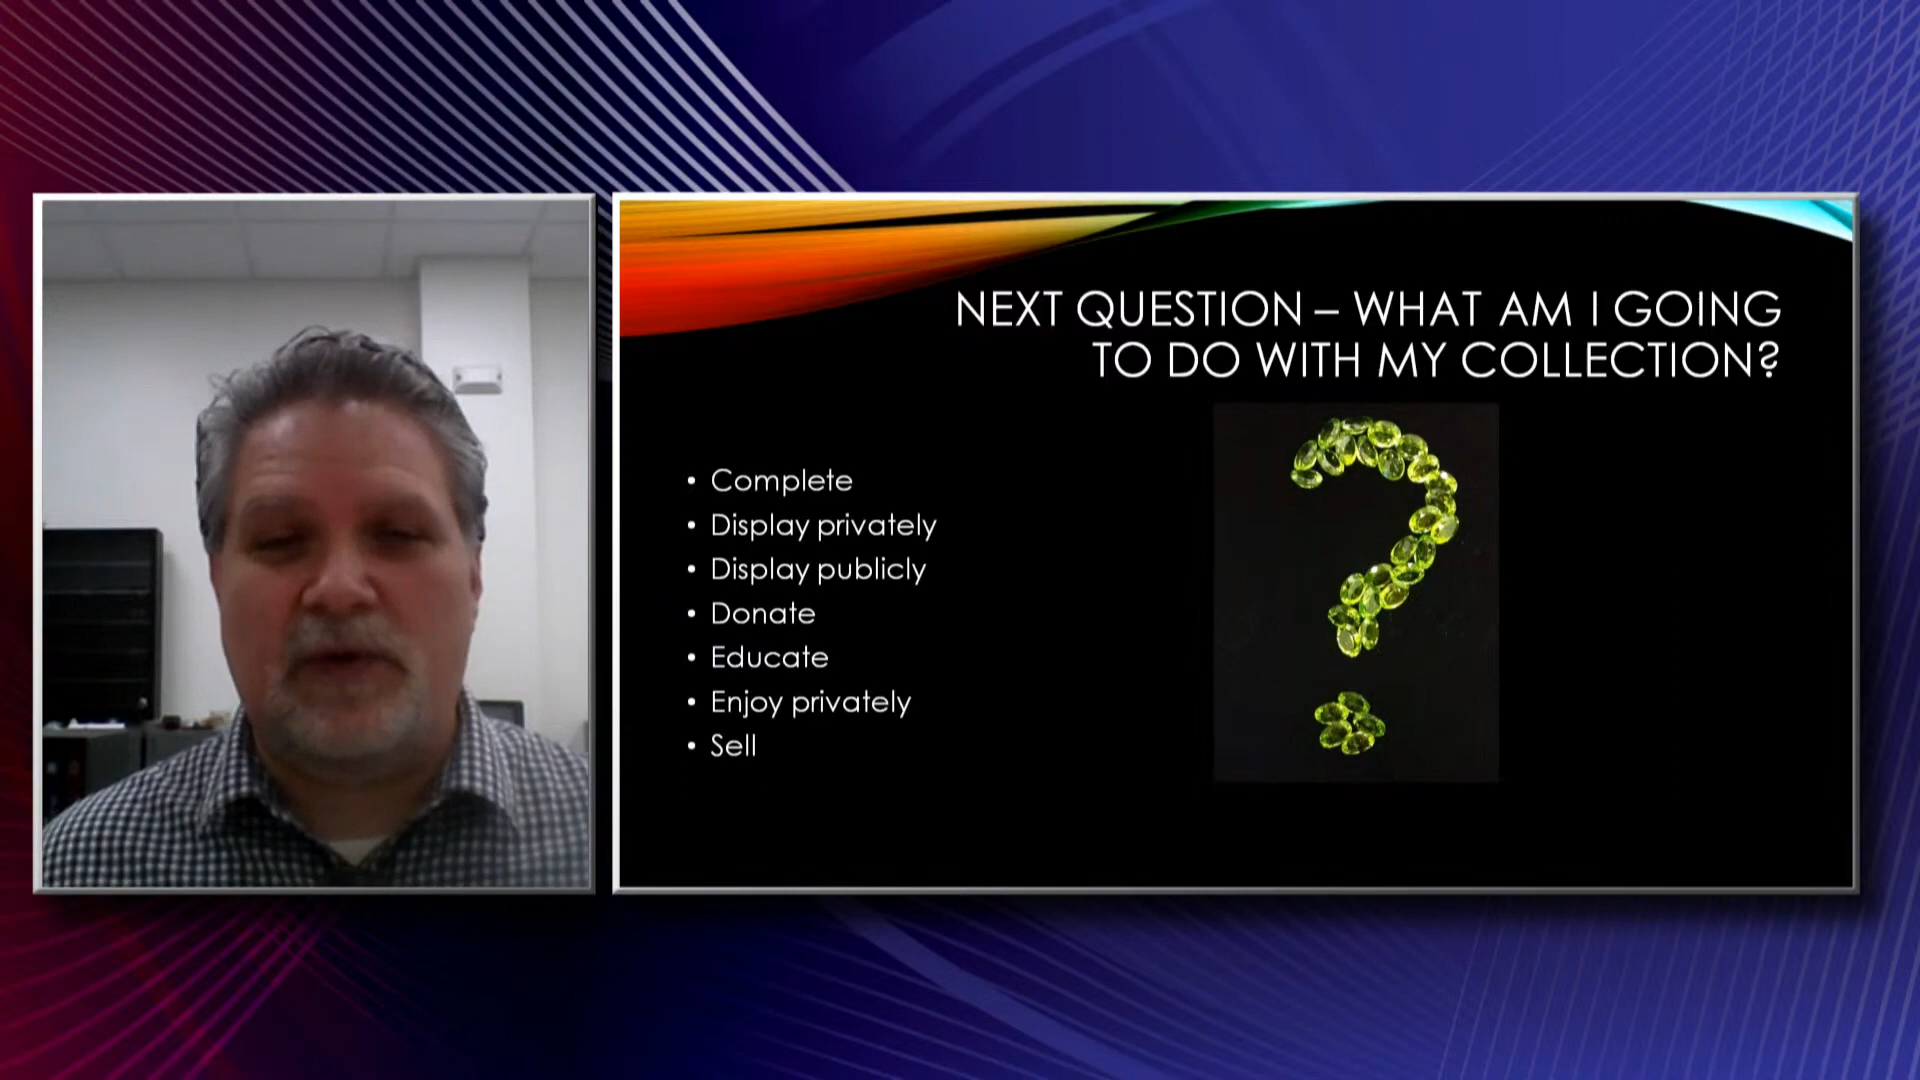 NEXT QUESTION – WHAT AM I GOING
TO DO WITH MY COLLECTION?
• Complete
• Display privately
• Display publicly
• Donate
• Educate
• Enjoy privately
• Sell